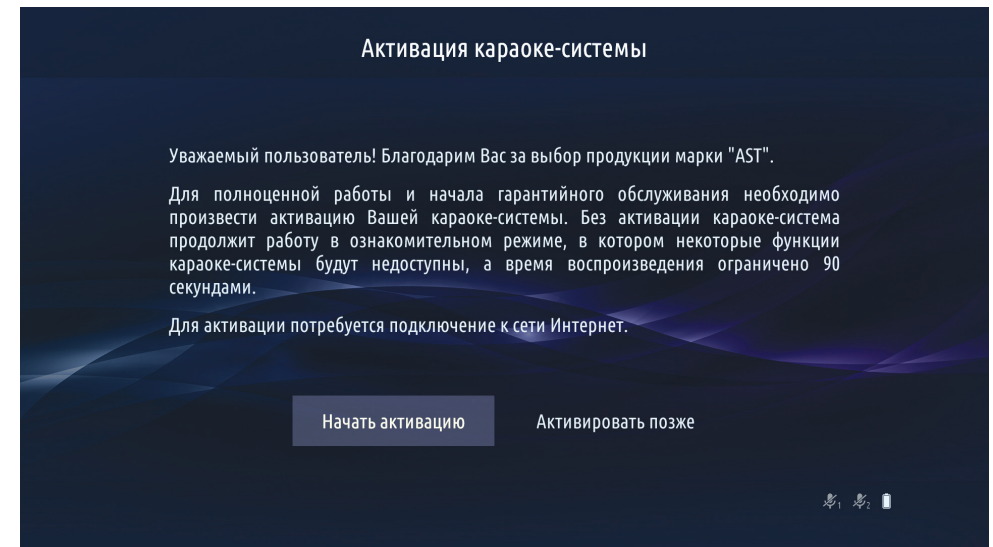 Активация караоке-системы
Уважаемый пользователь! Благодарим Вас за выбор продукции марки "AST".
Для полноценной работы и начала гарантийного обслуживания необходимо
произвести активацию Вашей караоке-системы. Без активации караоке-система
продолжит работу в ознакомительном режиме, в котором некоторые функции
караоке-системы будут недоступны, а время воспроизведения ограничено 90
секундами.
Для активации потребуется подключение к сети Интернет.
Начать активацию Активировать позже
1 2